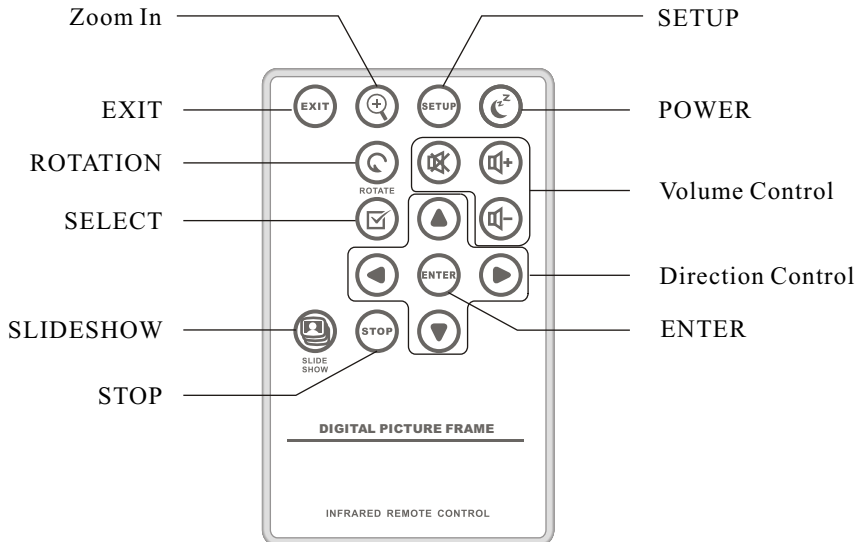 Zoom In
SETUP
EXIT
EXIT
SETUP
z
z
POWER
ROTATION
ROTATE
Volume Control
SELECT
ENTER
Direction Control
SLIDESHOW
STOP
ENTER
SLIDE
SHOW
STOP
DIGITAL PICTURE FRAME
INFRARED REMOTE CONTROL